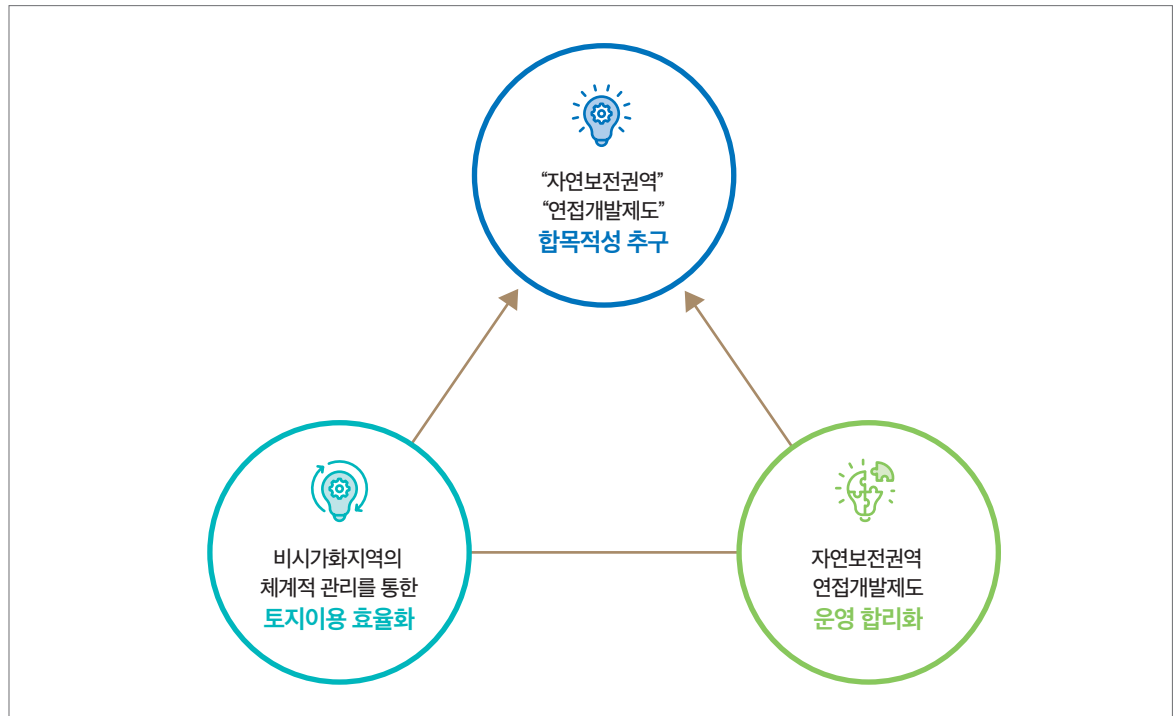 “자연보전권역”
“연접개발제도”
합목적성 추구
비시가화지역의
체계적 관리를 통한
토지이용 효율화
자연보전권역
연접개발제도
운영 합리화